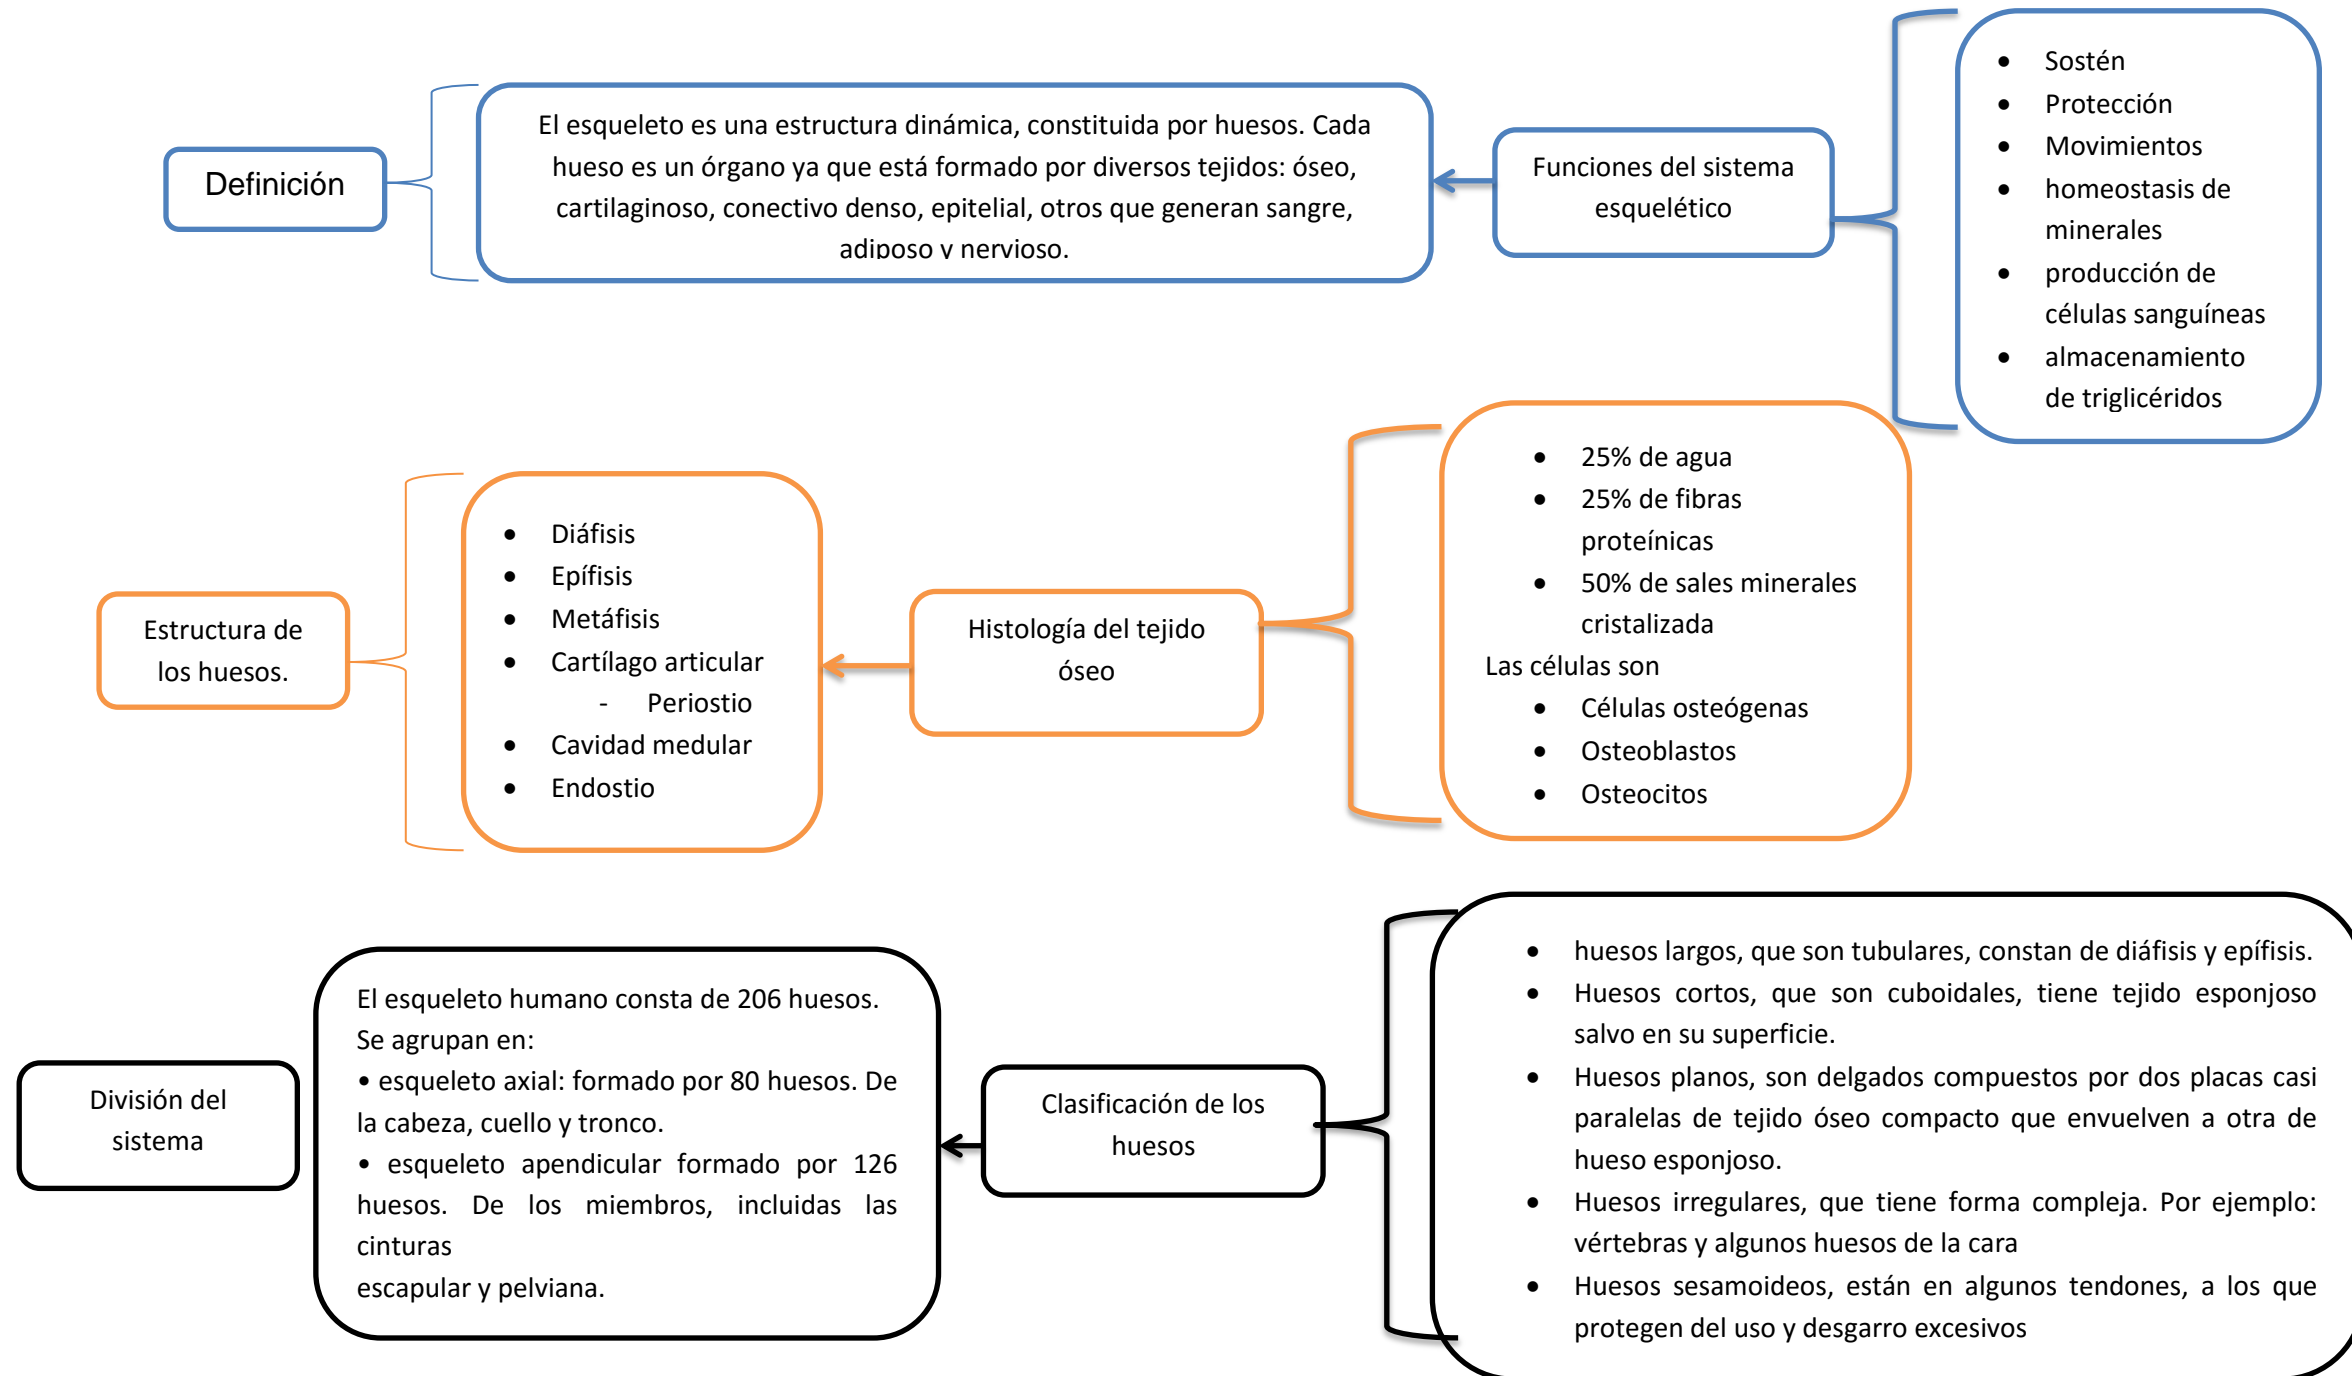 Definición
El esqueleto es una estructura dinámica, constituida por huesos. Cada
hueso es un órgano ya que está formado por diversos tejidos: óseo,
cartilaginoso, conectivo denso, epitelial, otros que generan sangre,
adiposo y nervioso.
Funciones del sistema
esquelético
• Sostén
• Protección
• Movimientos
• homeostasis de
minerales
• producción de
células sanguíneas
• almacenamiento
de triglicéridos
Estructura de
los huesos.
• Diáfisis
• Epífisis
• Metáfisis
• Cartílago articular
- Periostio
• Cavidad medular
• Endostio
Histología del tejido
óseo
• 25% de agua
• 25% de fibras
proteínicas
• 50% de sales minerales
cristalizada
Las células son
• Células osteógenas
• Osteoblastos
• Osteocitos
División del
sistema
El esqueleto humano consta de 206 huesos.
Se agrupan en:
• esqueleto axial: formado por 80 huesos. De
la cabeza, cuello y tronco.
• esqueleto apendicular formado por 126
huesos. De los miembros, incluidas las
cinturas
escapular y pelviana.
Clasificación de los
huesos
• huesos largos, que son tubulares, constan de diáfisis y epífisis.
• Huesos cortos, que son cuboidales, tiene tejido esponjoso
salvo en su superficie.
• Huesos planos, son delgados compuestos por dos placas casi
paralelas de tejido óseo compacto que envuelven a otra de
hueso esponjoso.
• Huesos irregulares, que tiene forma compleja. Por ejemplo:
vértebras y algunos huesos de la cara
• Huesos sesamoideos, están en algunos tendones, a los que
protegen del uso y desgarro excesivos